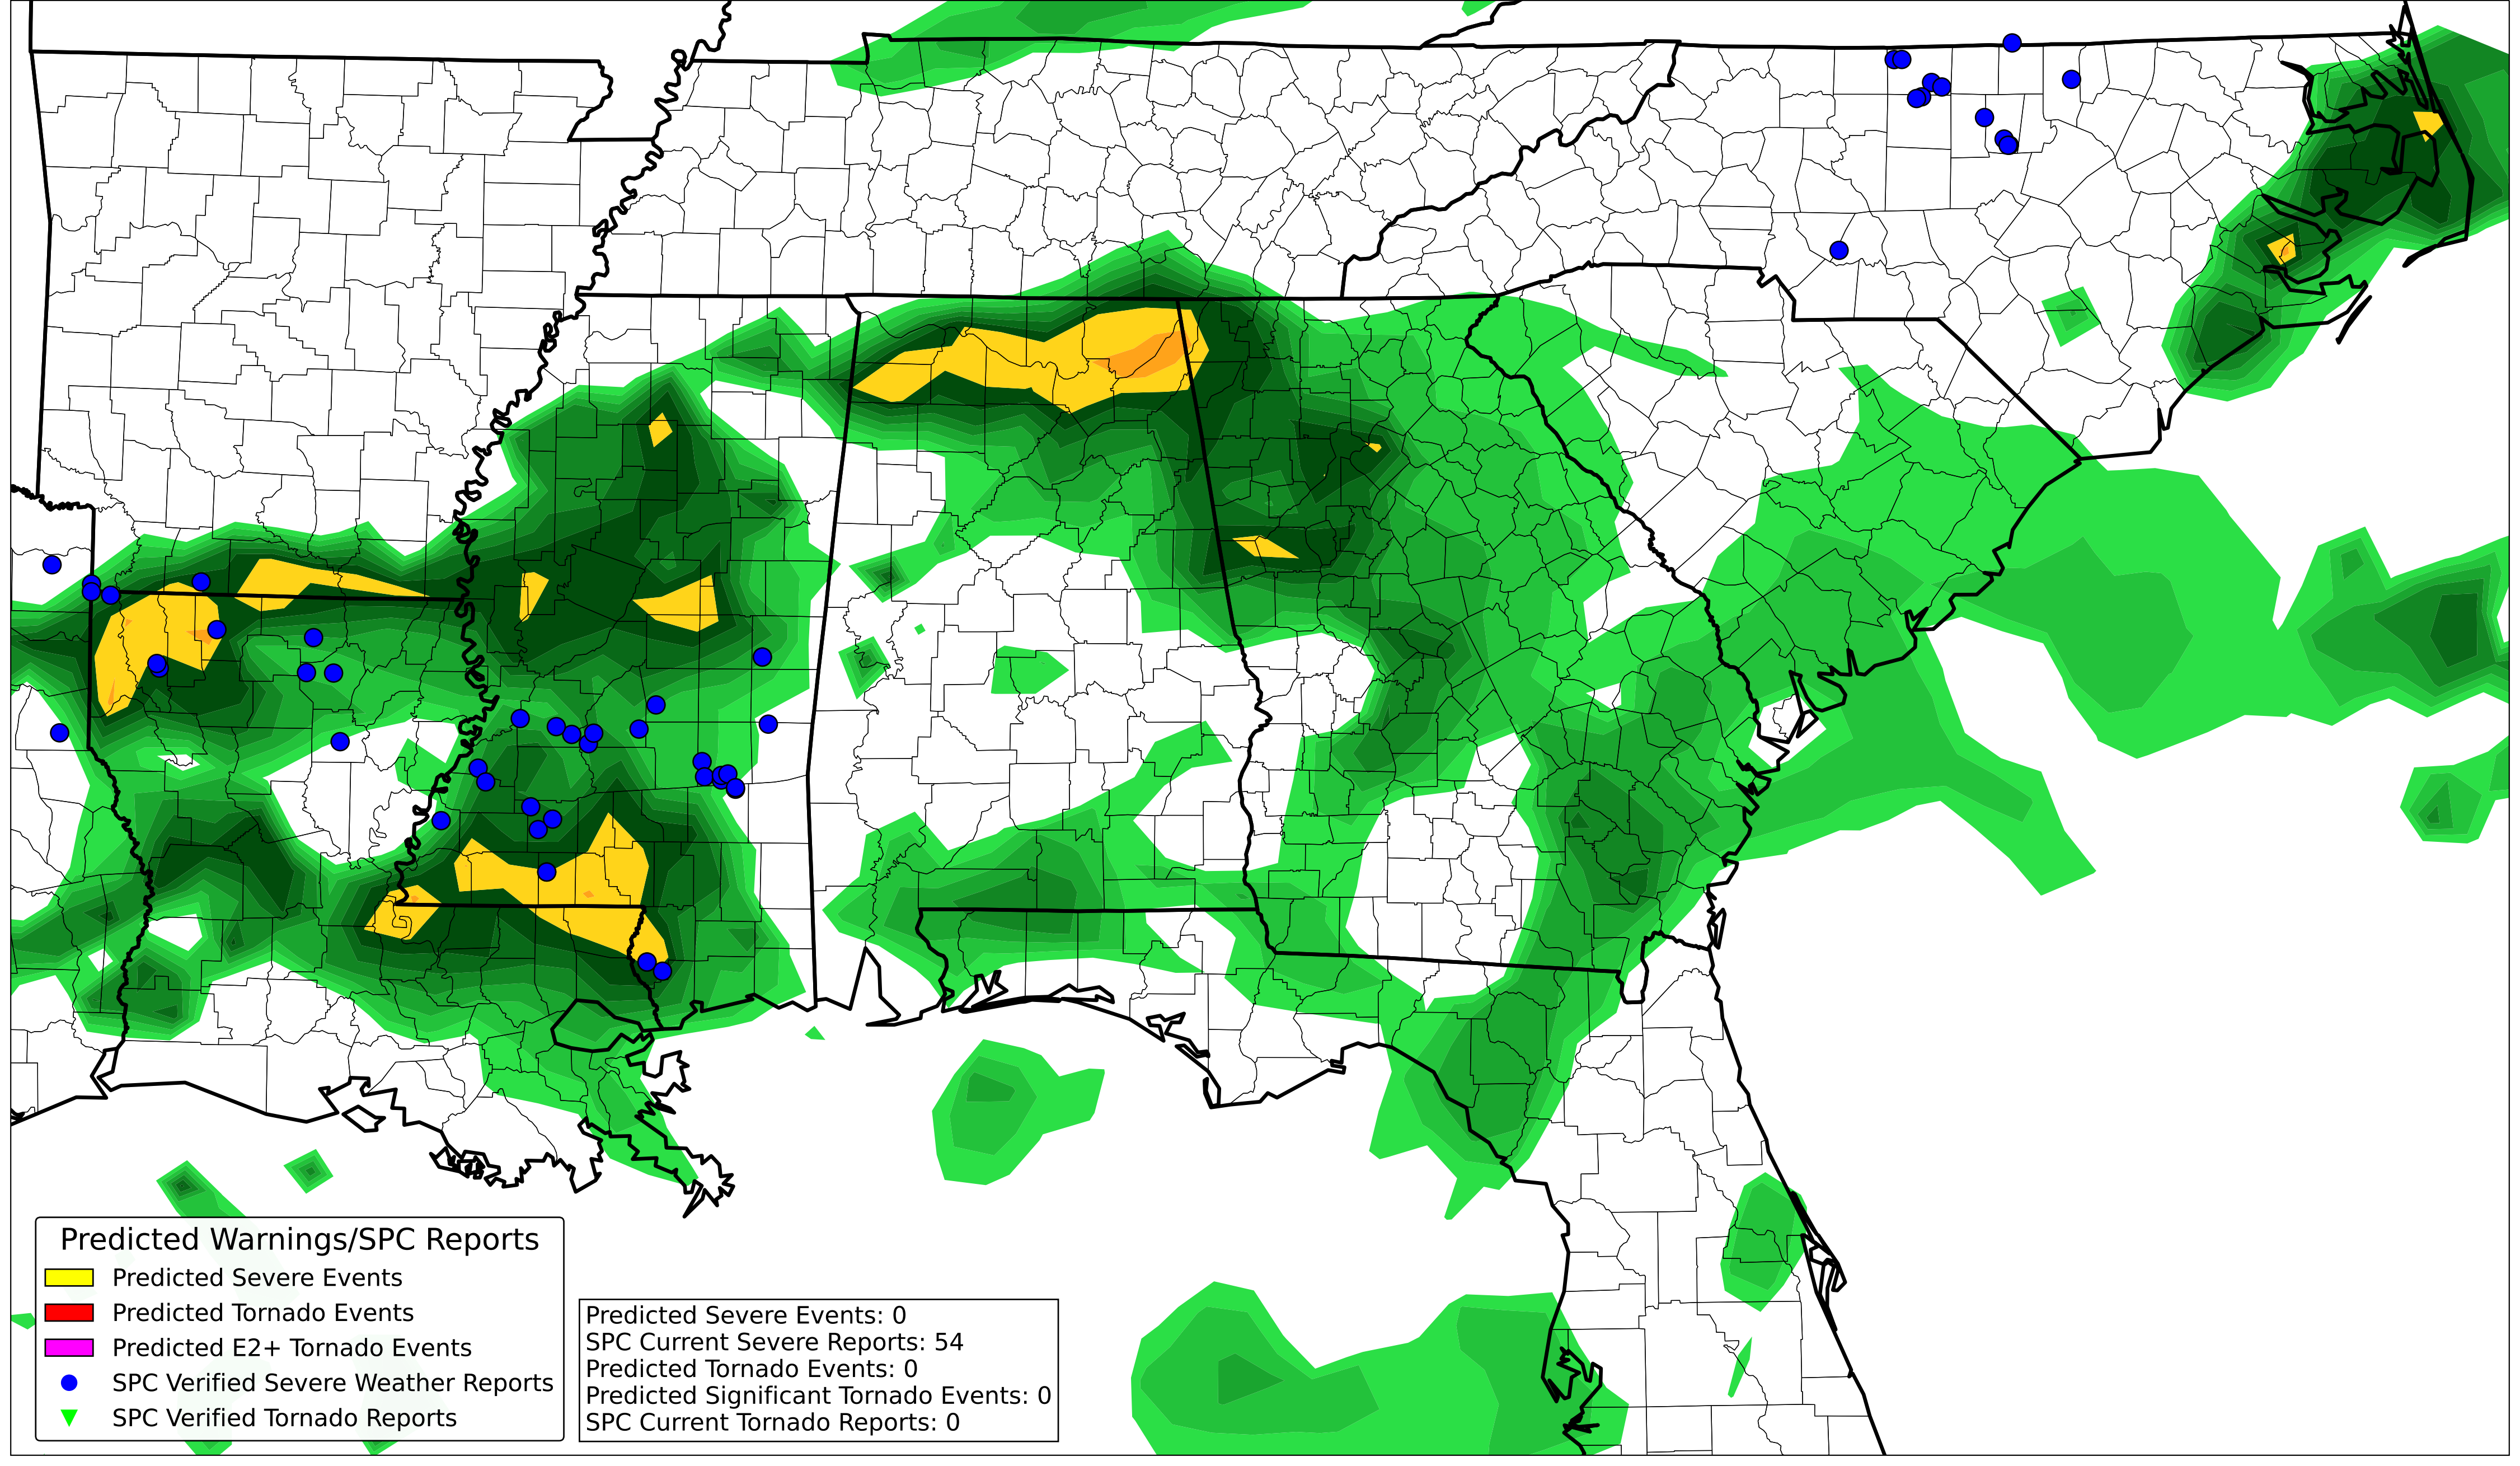 Predicted Warnings/SPC Reports
Predicted Severe Events
Predicted Tornado Events
Predicted E2+ Tornado Events
SPC Verified Severe Weather Reports
SPC Verified Tornado Reports
Predicted Severe Events: 0
SPC Current Severe Reports: 54
Predicted Tornado Events: 0
Predicted Significant Tornado Events: 0
SPC Current Tornado Reports: 0